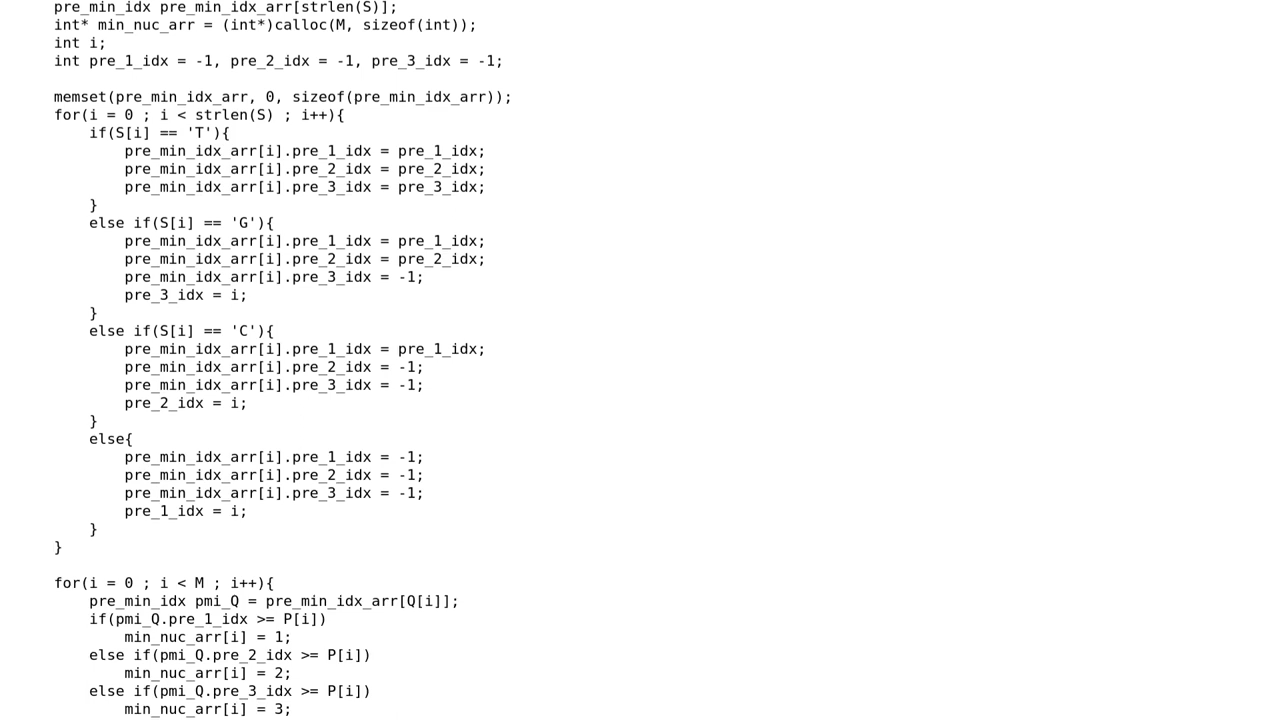 pre_min_idx pre_min_idx_arr[strlen(S)];
int* min_nuc_arr = (int*)calloc(M, sizeof(int));
int i;
int pre_1_idx = -1, pre_2_idx = -1, pre_3_idx = -1;

memset(pre_min_idx_arr, 0, sizeof(pre_min_idx_arr));
for(i = 0 ; i < strlen(S) ; i++){
    if(S[i] == 'T'){
        pre_min_idx_arr[i].pre_1_idx = pre_1_idx;
        pre_min_idx_arr[i].pre_2_idx = pre_2_idx;
        pre_min_idx_arr[i].pre_3_idx = pre_3_idx;
    }
    else if(S[i] == 'G'){
        pre_min_idx_arr[i].pre_1_idx = pre_1_idx;
        pre_min_idx_arr[i].pre_2_idx = pre_2_idx;
        pre_min_idx_arr[i].pre_3_idx = -1;
        pre_3_idx = i;
    }
    else if(S[i] == 'C'){
        pre_min_idx_arr[i].pre_1_idx = pre_1_idx;
        pre_min_idx_arr[i].pre_2_idx = -1;
        pre_min_idx_arr[i].pre_3_idx = -1;
        pre_2_idx = i;
    }
    else{
        pre_min_idx_arr[i].pre_1_idx = -1;
        pre_min_idx_arr[i].pre_2_idx = -1;
        pre_min_idx_arr[i].pre_3_idx = -1;
        pre_1_idx = i;
    }
}

for(i = 0 ; i < M ; i++){
    pre_min_idx pmi_Q = pre_min_idx_arr[Q[i]];
    if(pmi_Q.pre_1_idx >= P[i])
        min_nuc_arr[i] = 1;
    else if(pmi_Q.pre_2_idx >= P[i])
        min_nuc_arr[i] = 2;
    else if(pmi_Q.pre_3_idx >= P[i])
        min_nuc_arr[i] = 3;